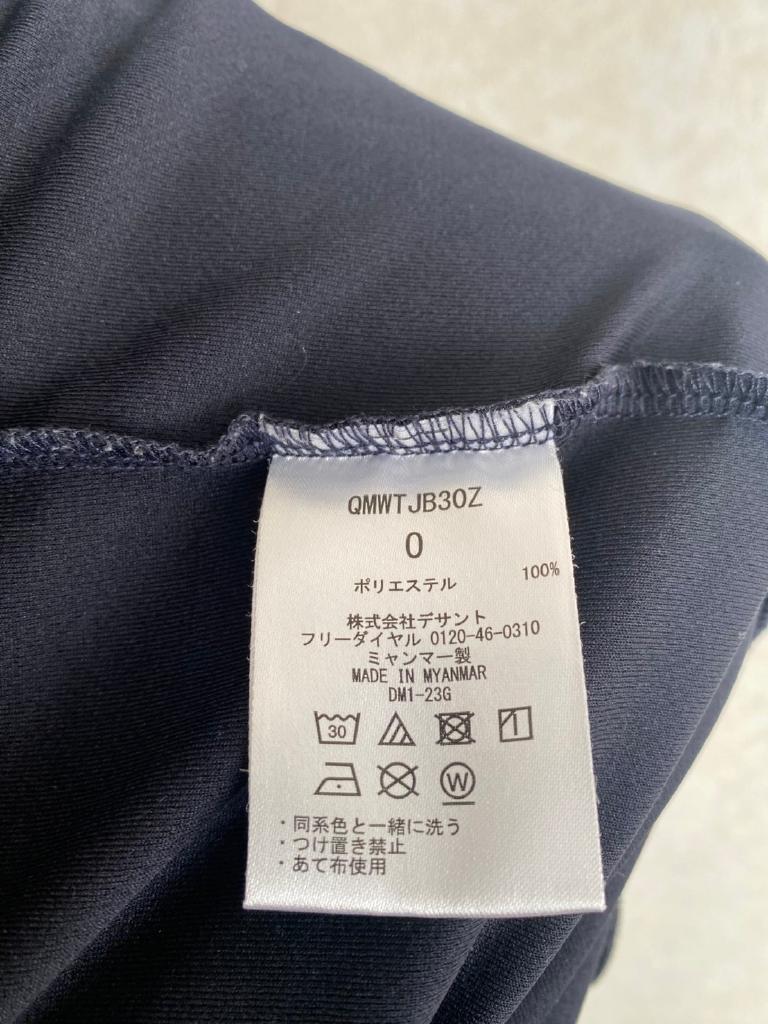 QMWTJB30Z
0
ポリエステル 100%
株式会社デサント
フリーダイヤル 0120-46-0310
ミャンマー製
MADE IN MYANMAR
DM1-23G
30
W
・同系色と一緒に洗う
・つけ置き禁止
・あて布使用